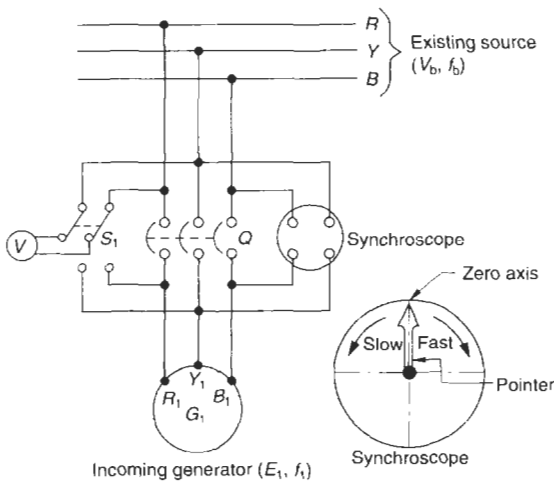 R
Y
B
Existing source
(V_b, f_b)
V
S_1
Q
Synchroscope
Zero axis
Slow
Fast
Pointer
Synchroscope
R_1
Y_1
B_1
G_1
Incoming generator (E_1, f_1)